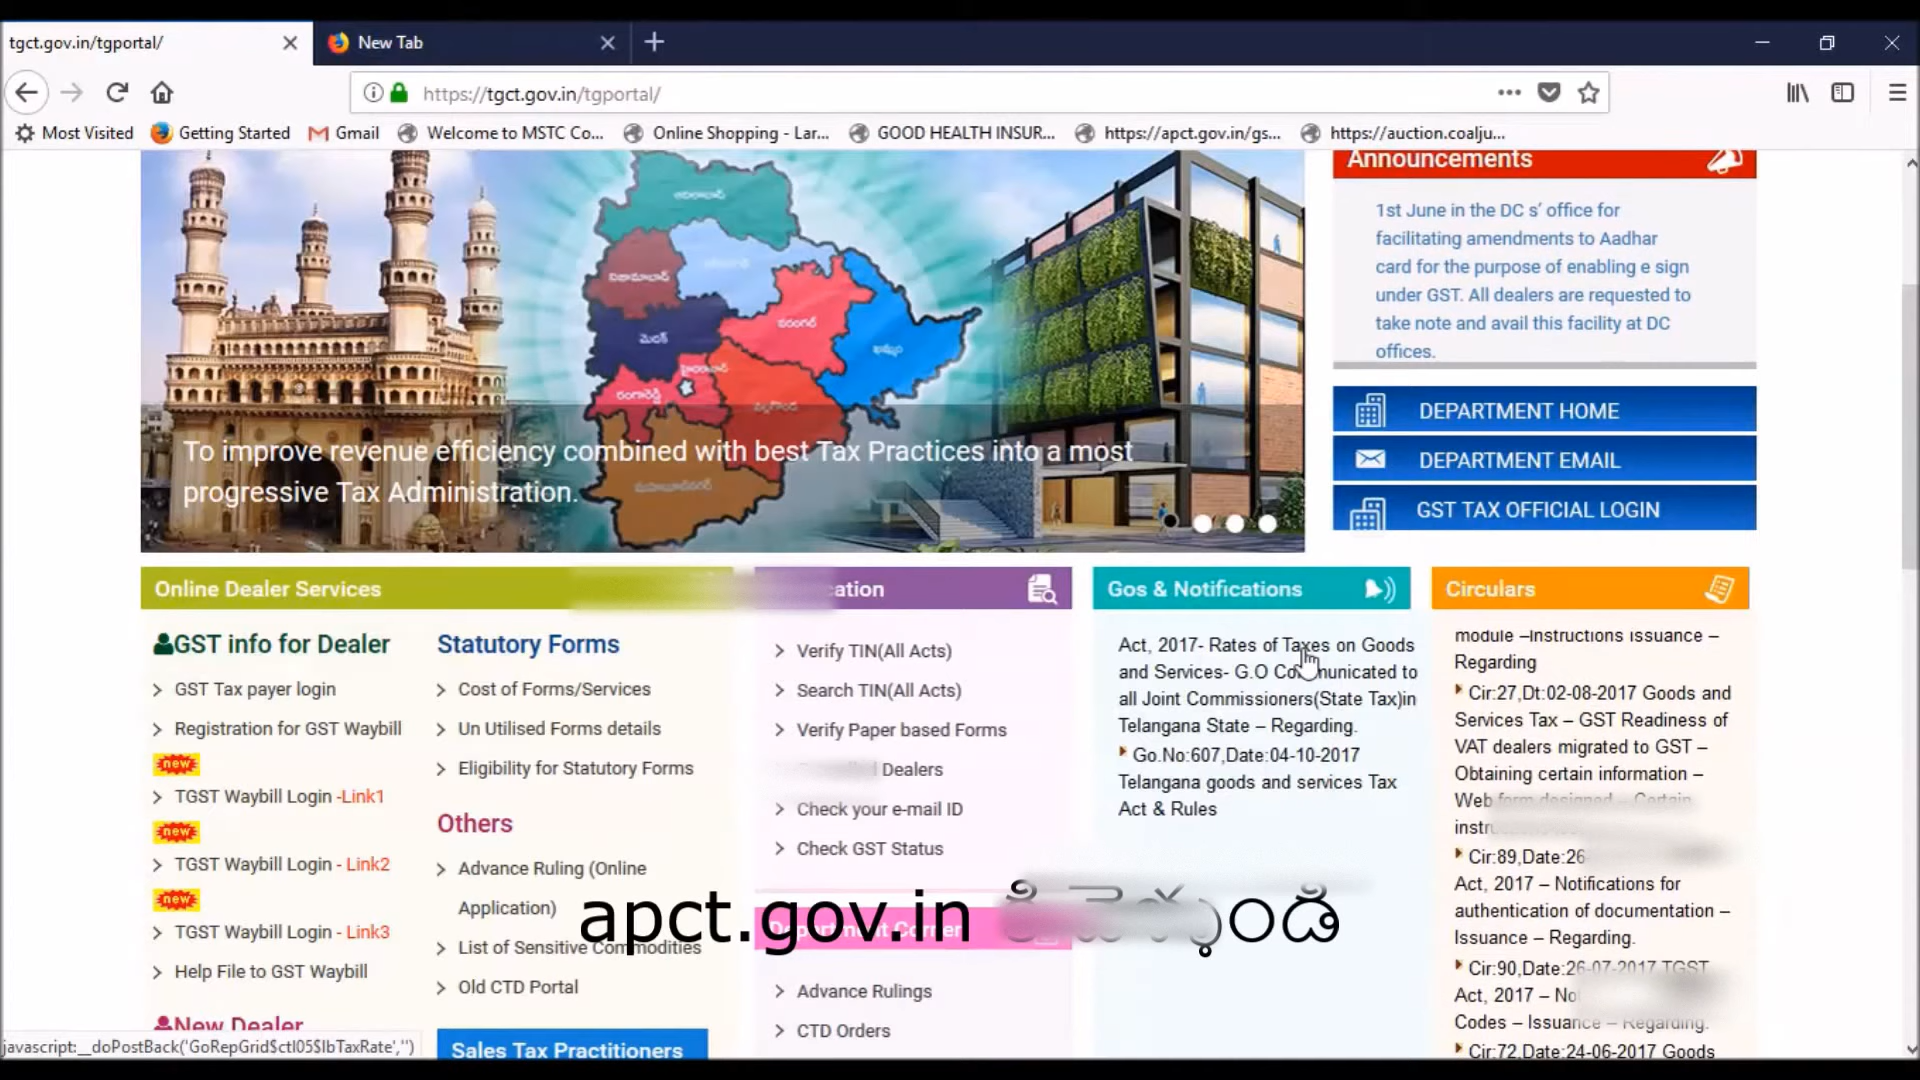 tgct.gov.in/tgportal/
New Tab
https://tgct.gov.in/tgportal/
Most Visited
Getting Started
Gmail
Welcome to MSTC Co...
Online Shopping - Lar...
GOOD HEALTH INSUR...
https://apct.gov.in/gs...
https://auction.coalju...
Announcements
1st June in the DC s’ office for
facilitating amendments to Aadhar
card for the purpose of enabling e sign
under GST. All dealers are requested to
take note and avail this facility at DC
offices.
నిజామాబాద్
మెదక్
వరంగల్
ఖమ్మం
రంగారెడ్డి
To improve revenue efficiency combined with best Tax Practices into a most
progressive Tax Administration.
DEPARTMENT HOME
DEPARTMENT EMAIL
GST TAX OFFICIAL LOGIN
Online Dealer Services
GST info for Dealer
GST Tax payer login
Registration for GST Waybill
new
TGST Waybill Login -Link1
new
TGST Waybill Login - Link2
new
TGST Waybill Login - Link3
Help File to GST Waybill
New Dealer
Statutory Forms
Cost of Forms/Services
Un Utilised Forms details
Eligibility for Statutory Forms
Others
Advance Ruling (Online
Application)
List of Sensitive Commodities
Old CTD Portal
Sales Tax Practitioners
Verify TIN(All Acts)
Search TIN(All Acts)
Verify Paper based Forms
Dealers
Check your e-mail ID
Check GST Status
Department Corner
Advance Rulings
CTD Orders
Gos & Notifications
Act, 2017- Rates of Taxes on Goods
and Services- G.O Communicated to
all Joint Commissioners(State Tax)in
Telangana State – Regarding.
Go.No:607,Date:04-10-2017
Telangana goods and services Tax
Act & Rules
Circulars
module –Instructions Issuance –
Regarding
Cir:27,Dt:02-08-2017 Goods and
Services Tax – GST Readiness of
VAT dealers migrated to GST –
Obtaining certain information –
Web form designed – Certain
Cir:89,Date:26
Act, 2017 – Notifications for
authentication of documentation –
Issuance – Regarding.
Cir:90,Date:26-07-2017 TGST
Act, 2017 –
Codes – Issuance – Regarding.
Cir:72,Date:24-06-2017 Goods
apct.gov.in
javascript:__doPostBack('GoRepGrid$ctl05$lbTaxRate','')